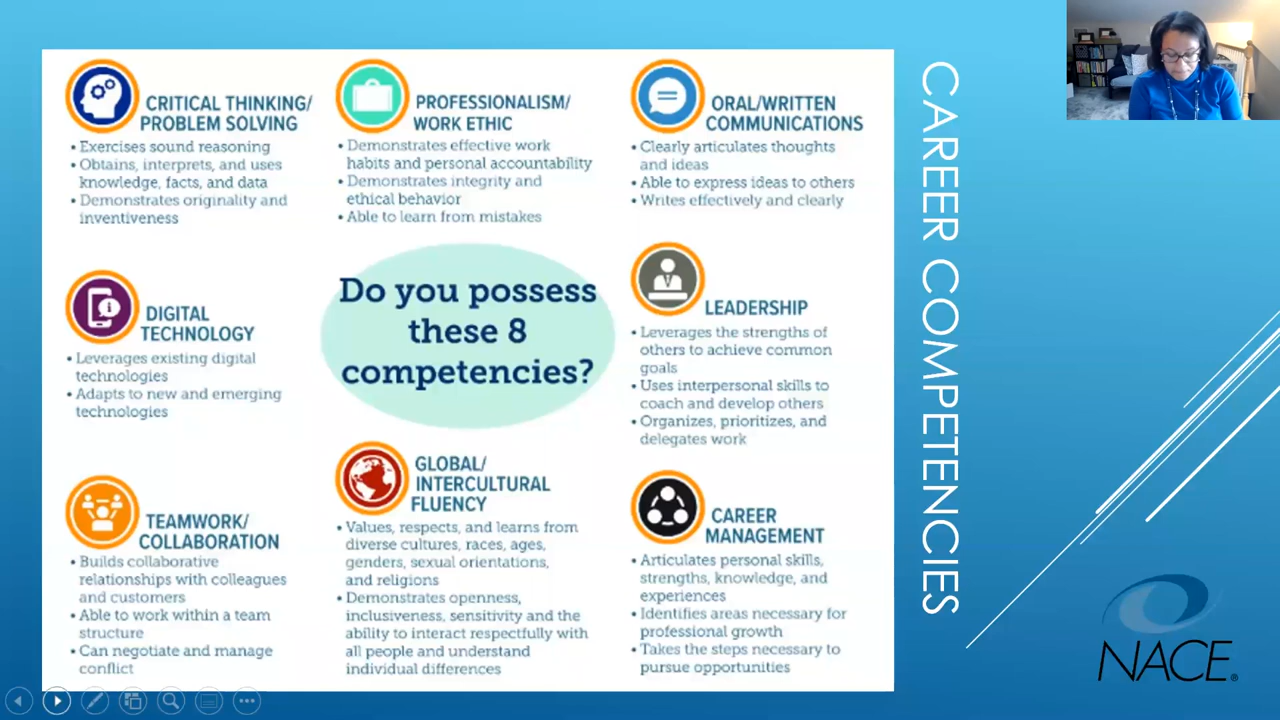 CRITICAL THINKING/
PROBLEM SOLVING
• Exercises sound reasoning
• Obtains, interprets, and uses
knowledge, facts, and data
• Demonstrates originality and
inventiveness
PROFESSIONALISM/
WORK ETHIC
• Demonstrates effective work
habits and personal accountability
• Demonstrates integrity and
ethical behavior
• Able to learn from mistakes
ORAL/WRITTEN
COMMUNICATIONS
• Clearly articulates thoughts
and ideas
• Able to express ideas to others
• Writes effectively and clearly
DIGITAL
TECHNOLOGY
• Leverages existing digital
technologies
• Adapts to new and emerging
technologies
Do you possess
these 8
competencies?
LEADERSHIP
• Leverages the strengths of
others to achieve common
goals
• Uses interpersonal skills to
coach and develop others
• Organizes, prioritizes, and
delegates work
TEAMWORK/
COLLABORATION
• Builds collaborative
relationships with colleagues
and customers
• Able to work within a team
structure
• Can negotiate and manage
conflict
GLOBAL/
INTERCULTURAL
FLUENCY
• Values, respects, and learns from
diverse cultures, races, ages,
genders, sexual orientations,
and religions
• Demonstrates openness,
inclusiveness, sensitivity and the
ability to interact respectfully with
all people and understand
individual differences
CAREER
MANAGEMENT
• Articulates personal skills,
strengths, knowledge, and
experiences
• Identifies areas necessary for
professional growth
• Takes the steps necessary to
pursue opportunities
CAREER COMPETENCIES
NACE®